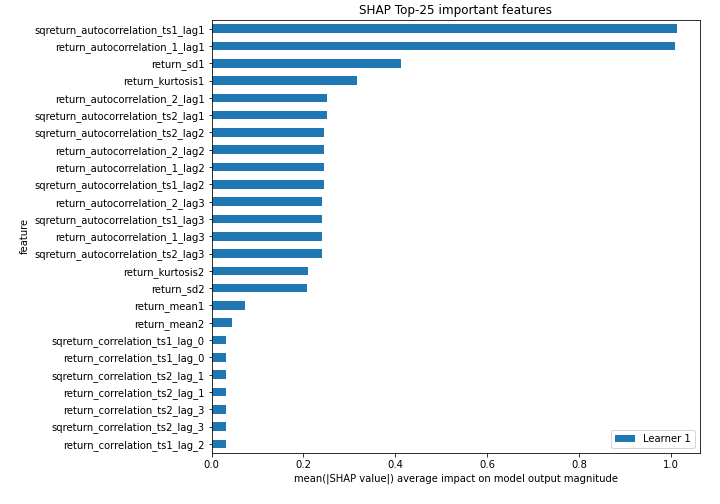 SHAP Top-25 important features
sqreturn_autocorrelation_ts1_lag1
return_autocorrelation_1_lag1
return_sd1
return_kurtosis1
return_autocorrelation_2_lag1
sqreturn_autocorrelation_ts2_lag1
sqreturn_autocorrelation_ts2_lag2
return_autocorrelation_2_lag2
return_autocorrelation_1_lag2
sqreturn_autocorrelation_ts1_lag2
return_autocorrelation_2_lag3
sqreturn_autocorrelation_ts1_lag3
return_autocorrelation_1_lag3
sqreturn_autocorrelation_ts2_lag3
return_kurtosis2
return_sd2
return_mean1
return_mean2
sqreturn_correlation_ts1_lag_0
return_correlation_ts1_lag_0
sqreturn_correlation_ts2_lag_1
return_correlation_ts2_lag_1
return_correlation_ts2_lag_3
sqreturn_correlation_ts2_lag_3
return_correlation_ts1_lag_2
feature
Learner 1
0.0 0.2 0.4 0.6 0.8 1.0
mean(|SHAP value|) average impact on model output magnitude